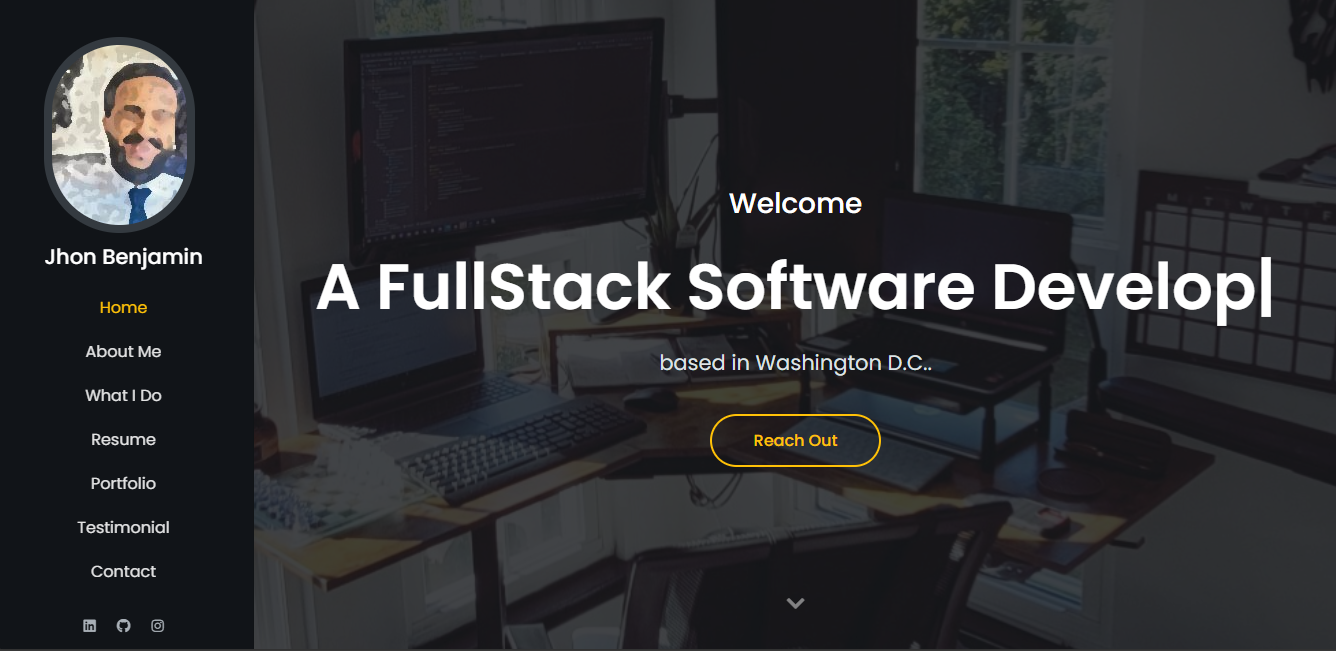 Jhon Benjamin
Home
About Me
What I Do
Resume
Portfolio
Testimonial
Contact
Welcome
A FullStack Software Develop|
based in Washington D.C..
Reach Out